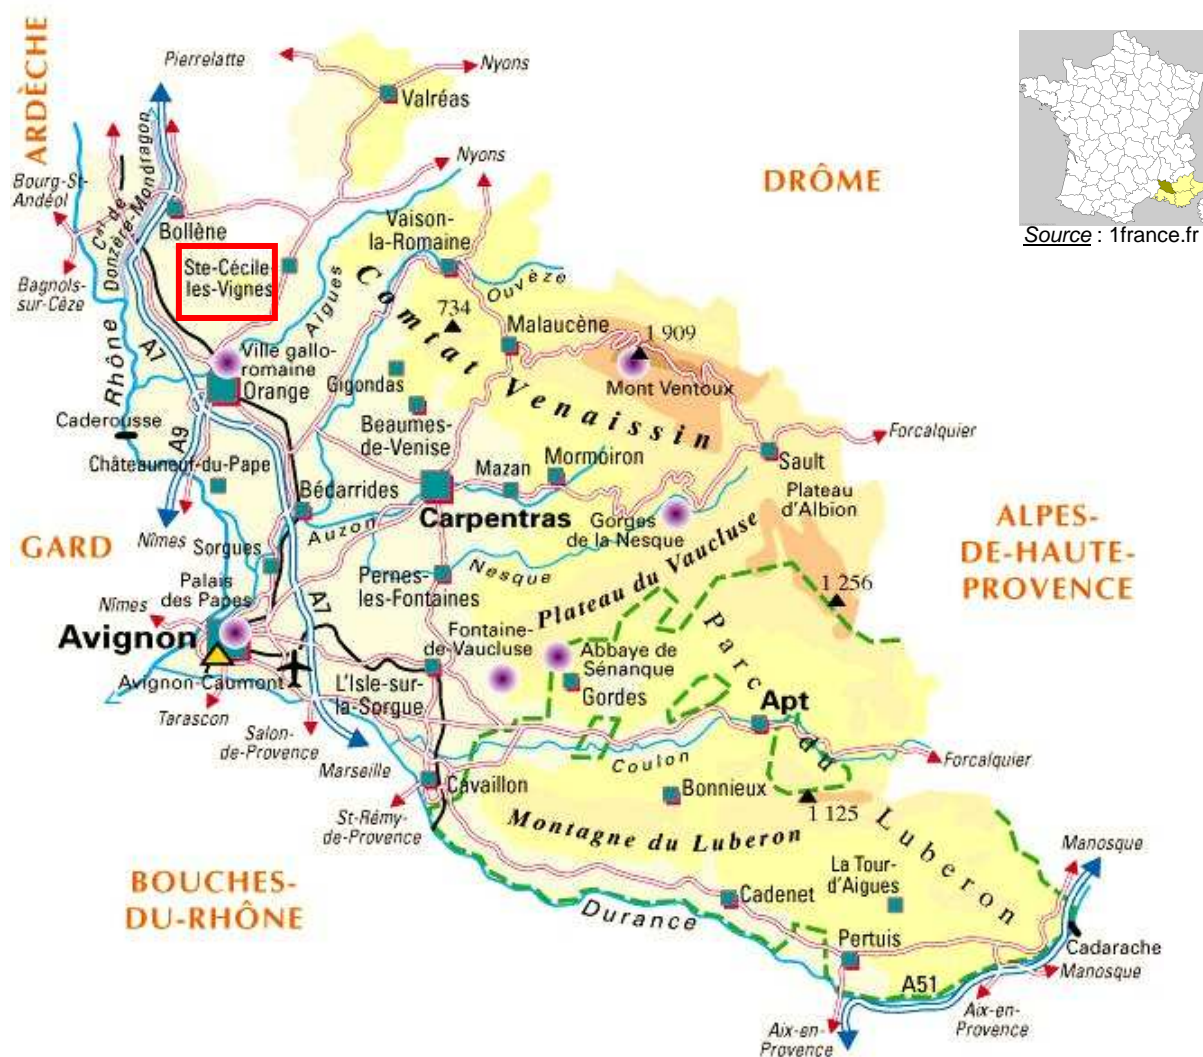 ARDÈCHE
Pierrelatte
Nyons
Valréas
Nyons
DRÔME
Source : 1france.fr
Bourg-St-
Andéol
Cal de
Donzère-Mondragon
Bollène
Vaison-
la-Romaine
Ste-Cécile-
les-Vignes
Bagnols-
sur-Cèze
Rhône
Aigues
Ouvèze
Comtat Venaissin
734
Malaucène
1 909
Mont Ventoux
A7
Ville gallo-
romaine
Orange
Gigondas
Beaumes-
de-Venise
Caderousse
A9
Forcalquier
Châteauneuf-du-Pape
Mazan
Mormoiron
Sault
Bédarrides
Plateau
d'Albion
Carpentras
Auzon
Gorges
de la Nesque
ALPES-
DE-HAUTE-
PROVENCE
GARD
Nîmes
Sorgues
Nesque
Plateau du Vaucluse
Palais
des Papes
Pernes-
les-Fontaines
1 256
Nîmes
A7
Avignon
Fontaine-
de-Vaucluse
Abbaye de
Sénanque
Parc du Luberon
Avignon-Caumont
L'Isle-sur-
la-Sorgue
Gordes
Apt
Tarascon
Salon-
de-Provence
Marseille
Coulon
Forcalquier
Cavaillon
Bonnieux
1 125
St-Rémy-
de-Provence
Montagne du Luberon
Manosque
La Tour-
d'Aigues
BOUCHES-
DU-RHÔNE
Cadenet
Durance
Pertuis
Cadarache
Manosque
A51
Aix-en-
Provence
Aix-en-
Provence